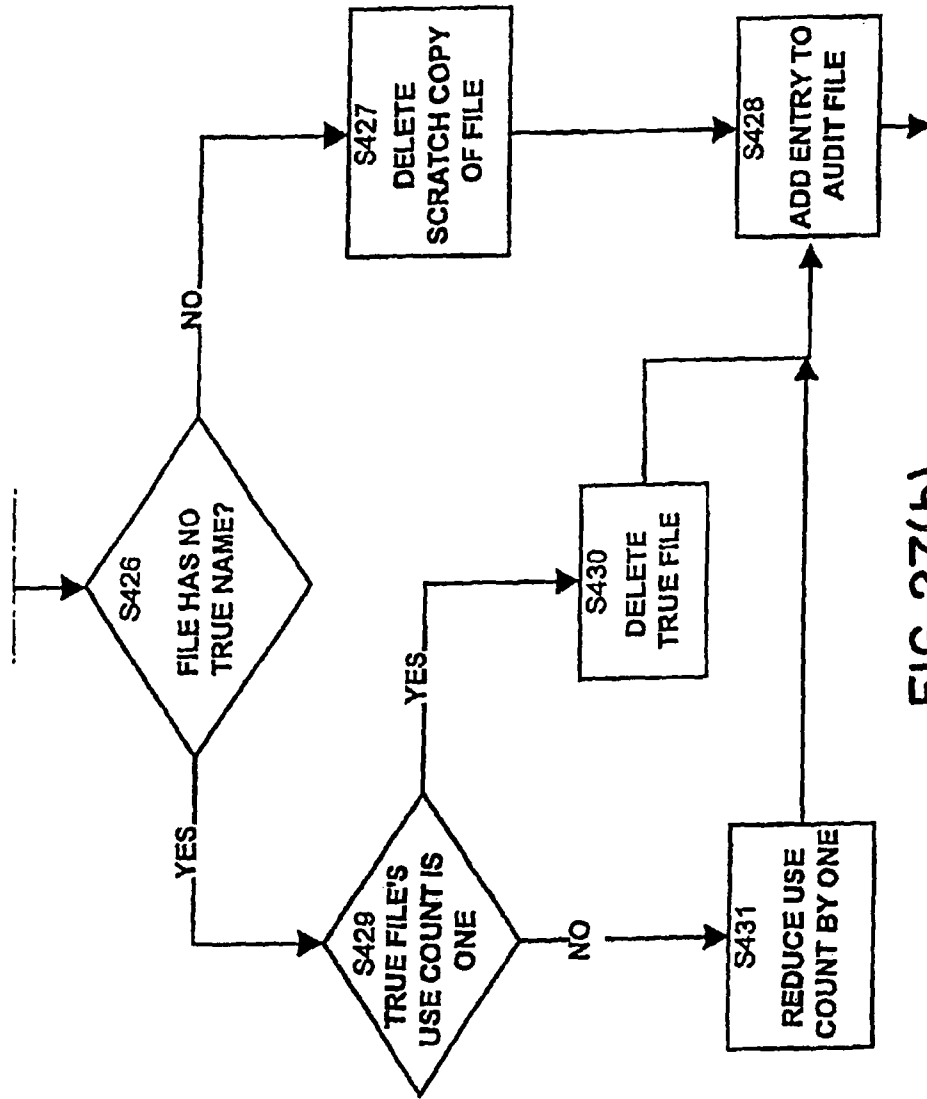 S426
FILE HAS NO
TRUE NAME?
YES
NO
S427
DELETE
SCRATCH COPY
OF FILE
S429
TRUE FILE'S
USE COUNT IS
ONE
YES
NO
S430
DELETE
TRUE FILE
S431
REDUCE USE
COUNT BY ONE
S428
ADD ENTRY TO
AUDIT FILE
FIG. 27(b)